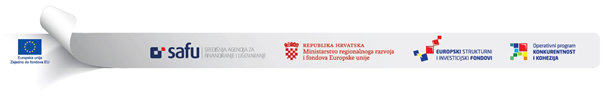 Europska unija
Zajedno do fondova EU
safu
SREDIŠNJA AGENCIJA ZA
FINANCIRANJE I UGOVARANJE
REPUBLIKA HRVATSKA
Ministarstvo regionalnoga razvoja
i fondova Europske unije
EUROPSKI STRUKTURNI
I INVESTICIJSKI FONDOVI
Operativni program
KONKURENTNOST
I KOHEZIJA